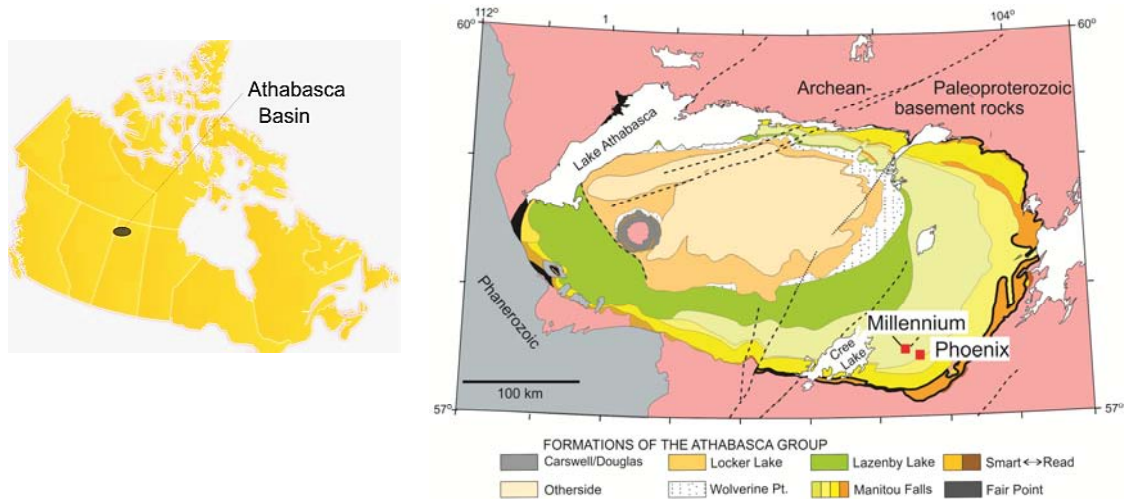 Athabasca
Basin
60°
112°
1
104°
60°
Archean-
Paleoproterozoic
basement rocks
Lake Athabasca
Phanerozoic
Millennium
Phoenix
Cree
Lake
100 km
57°
57°
FORMATIONS OF THE ATHABASCA GROUP
Carswell/Douglas
Locker Lake
Lazenby Lake
Smart ↔ Read
Otherside
Wolverine Pt.
Manitou Falls
Fair Point